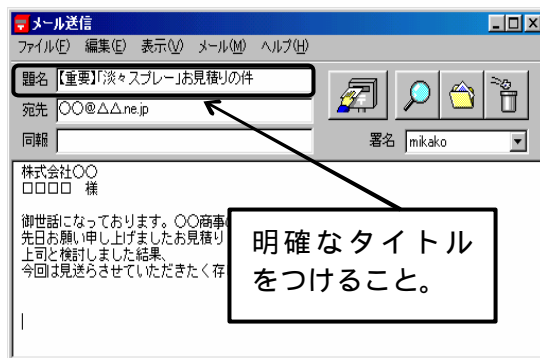 メール送信
ファイル(F) 編集(E) 表示(V) メール(M) ヘルプ(H)
題名 【重要】「淡々スプレー」お見積りの件
宛先 〇〇@△△.ne.jp
同報
署名 mikako
株式会社〇〇
□□□□ 様
御世話になっております。〇〇商事
先日お願い申し上げましたお見積り
上司と検討しました結果、
今回は見送らせていただきたく存
明確なタイトル
をつけること。